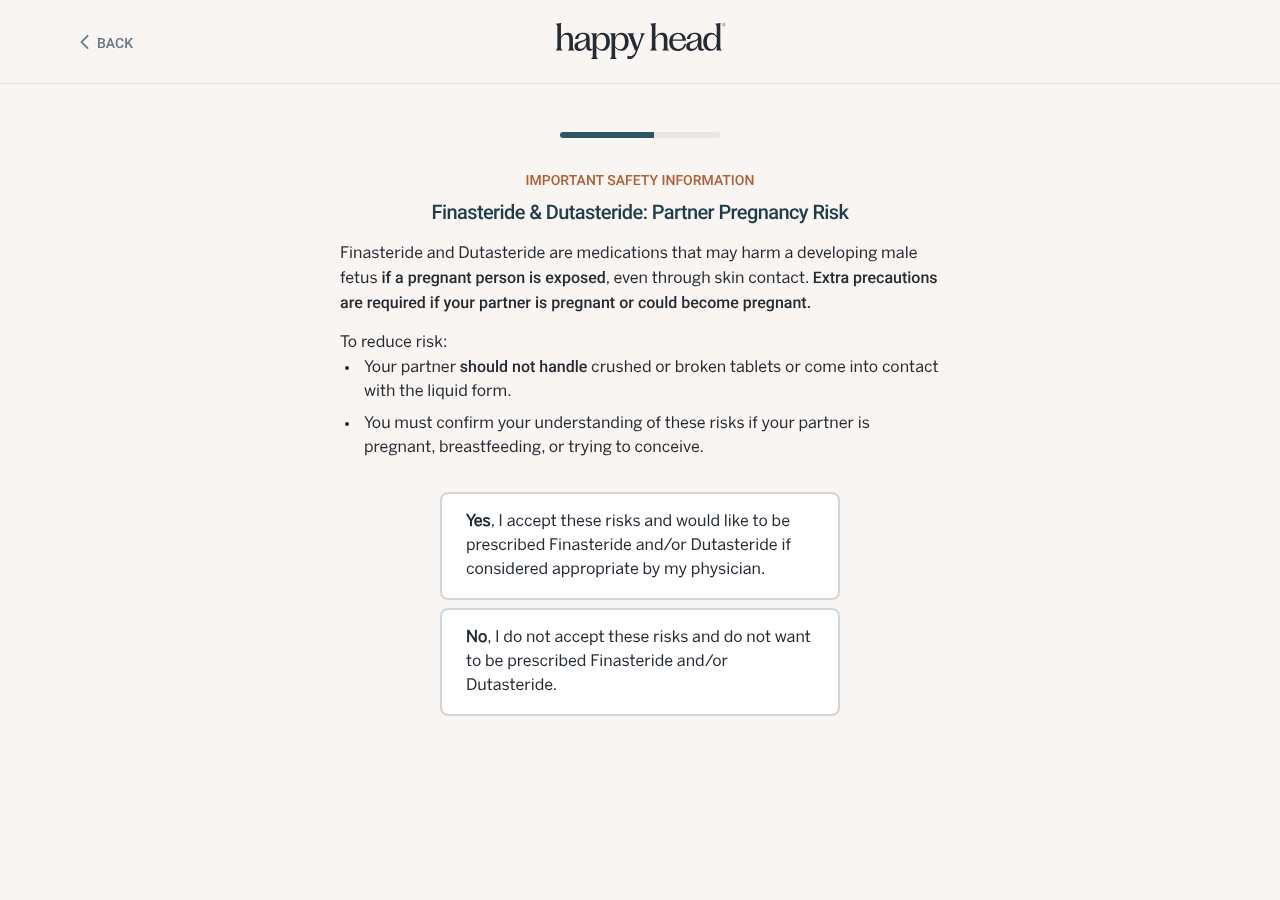 BACK
happy head®
IMPORTANT SAFETY INFORMATION
Finasteride & Dutasteride: Partner Pregnancy Risk
Finasteride and Dutasteride are medications that may harm a developing male
fetus if a pregnant person is exposed, even through skin contact. Extra precautions
are required if your partner is pregnant or could become pregnant.
To reduce risk:
• Your partner should not handle crushed or broken tablets or come into contact
with the liquid form.
• You must confirm your understanding of these risks if your partner is
pregnant, breastfeeding, or trying to conceive.
Yes, I accept these risks and would like to be
prescribed Finasteride and/or Dutasteride if
considered appropriate by my physician.
No, I do not accept these risks and do not want
to be prescribed Finasteride and/or
Dutasteride.